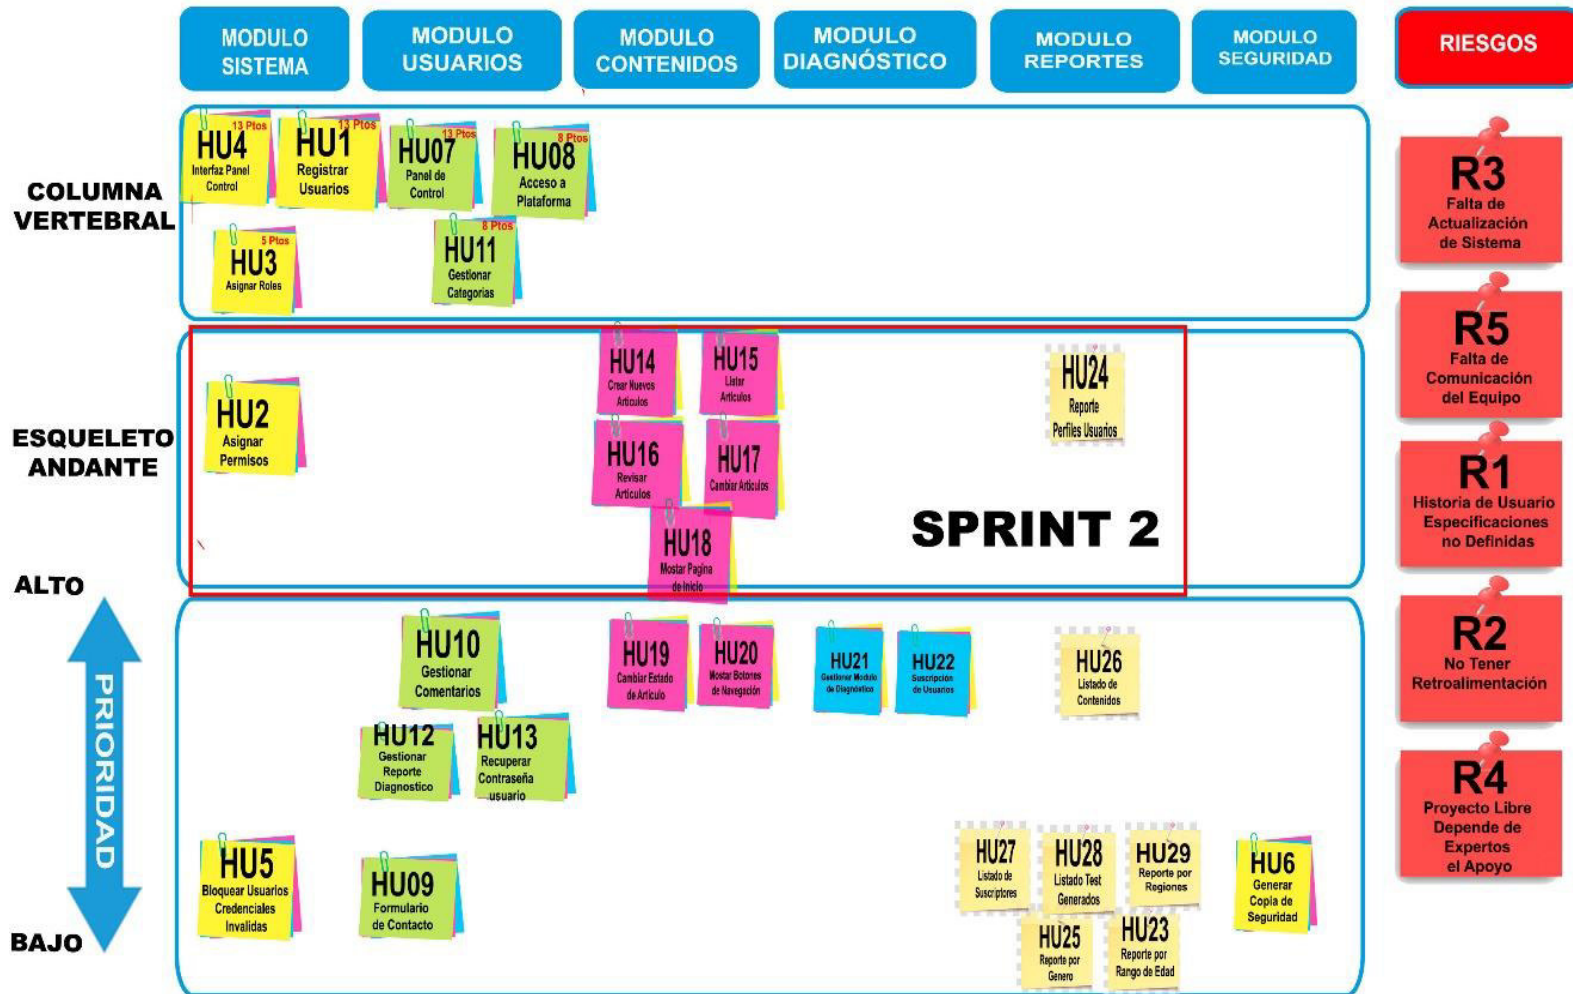 MODULO
SISTEMA
MODULO
USUARIOS
MODULO
CONTENIDOS
MODULO
DIAGNÓSTICO
MODULO
REPORTES
MODULO
SEGURIDAD
RIESGOS
COLUMNA
VERTEBRAL
13 Ptos
HU4
Interfaz Panel
Control
13 Ptos
HU1
Registrar
Usuarios
13 Ptos
HU07
Panel de
Control
8 Ptos
HU08
Acceso a
Plataforma
5 Ptos
HU3
Asignar Roles
8 Ptos
HU11
Gestionar
Categorias
ESQUELETO
ANDANTE
HU2
Asignar
Permisos
HU14
Crear Nuevos
Artículos
HU15
Listar
Artículos
HU16
Revisar
Artículos
HU17
Cambiar Artículos
HU18
Mostar Pagina
de Inicio
HU24
Reporte
Perfiles Usuarios
SPRINT 2
ALTO
PRIORIDAD
BAJO
HU10
Gestionar
Comentarios
HU19
Cambiar Estado
de Artículo
HU20
Mostar Botones
de Navegación
HU21
Gestionar Modulo
de Diagnóstico
HU22
Suscripción
de Usuarios
HU26
Listado de
Contenidos
HU12
Gestionar
Reporte
Diagnostico
HU13
Recuperar
Contraseña
usuario
HU5
Bloquear Usuarios
Credenciales
Invalidas
HU09
Formulario
de Contacto
HU27
Listado de
Suscriptores
HU28
Listado Test
Generados
HU29
Reporte por
Regiones
HU25
Reporte por
Genero
HU23
Reporte por
Rango de Edad
HU6
Generar
Copia de
Seguridad
R3
Falta de
Actualización
de Sistema
R5
Falta de
Comunicación
del Equipo
R1
Historia de Usuario
Especificaciones
no Definidas
R2
No Tener
Retroalimentación
R4
Proyecto Libre
Depende de
Expertos
el Apoyo